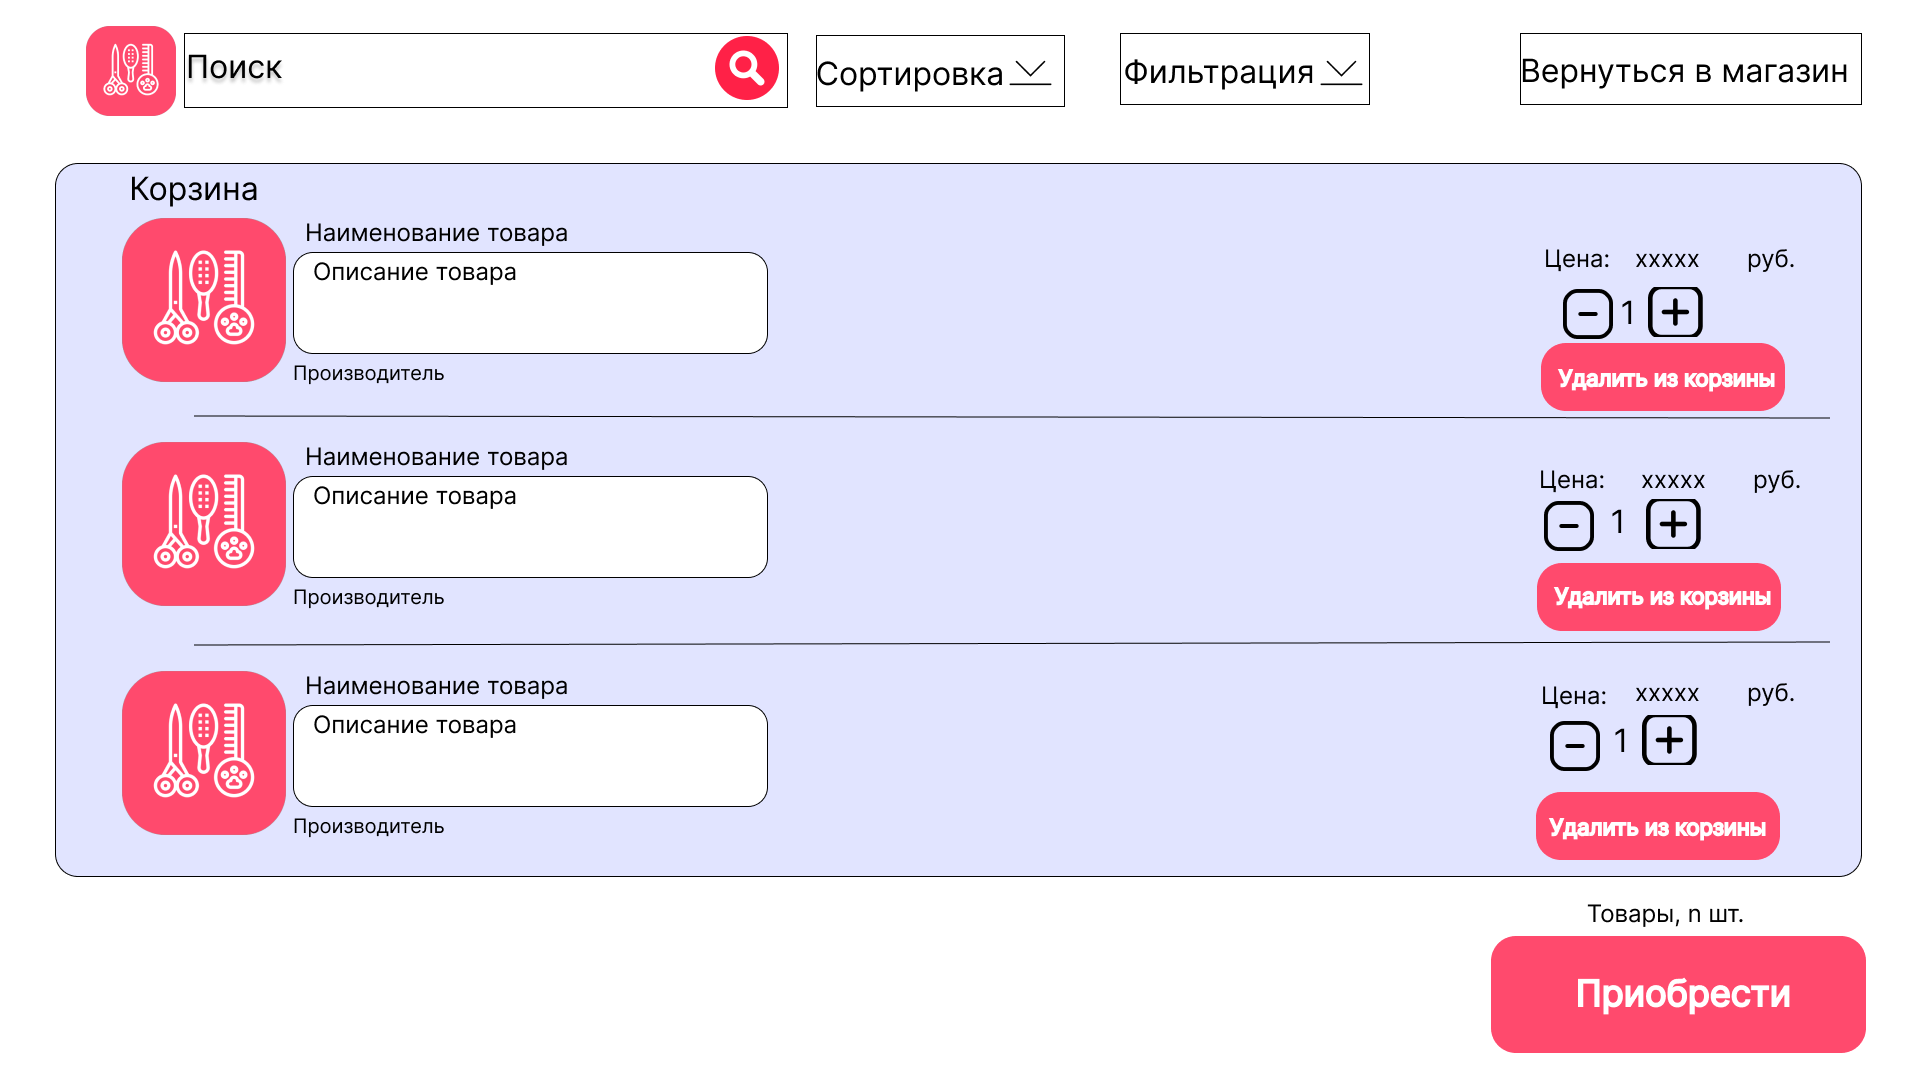 Поиск
Сортировка
Фильтрация
Вернуться в магазин
Корзина
Наименование товара
Описание товара
Производитель
Цена: xxxxx руб.
1
Удалить из корзины
Наименование товара
Описание товара
Производитель
Цена: xxxxx руб.
1
Удалить из корзины
Наименование товара
Описание товара
Производитель
Цена: xxxxx руб.
1
Удалить из корзины
Товары, n шт.
Приобрести